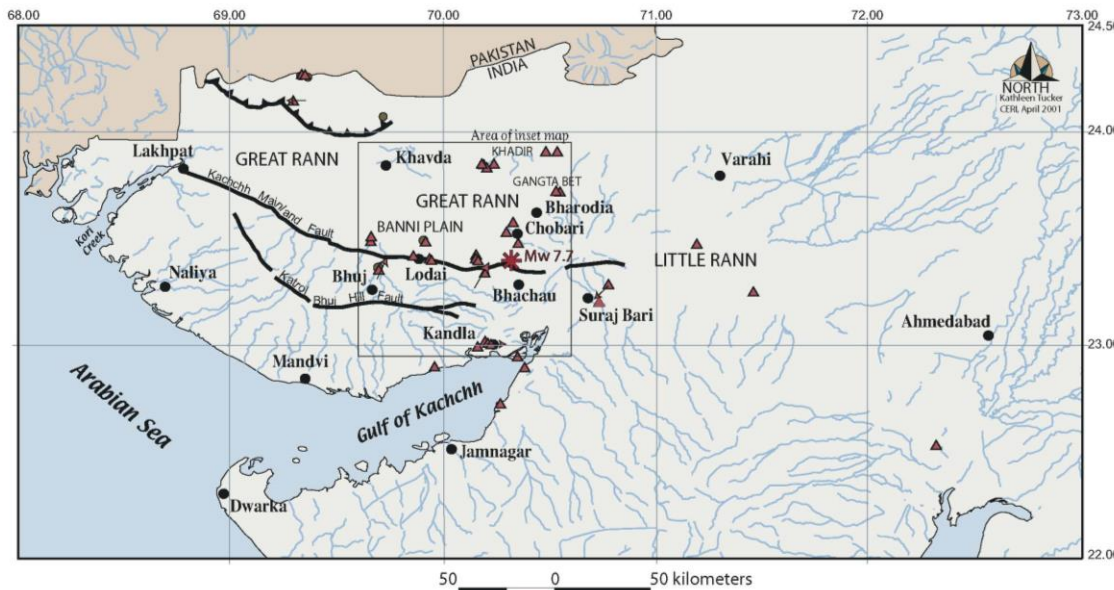 68.00 69.00 70.00 71.00 72.00 73.00
24.50
PAKISTAN
INDIA
NORTH
Kathleen Tucker
CERI, April 2001
24.00
Area of inset map
Lakhpat
GREAT RANN
Khavda
KHADIR
Varahi
GANGTA BET
GREAT RANN
Bharodia
Kachchh Mainland Fault
BANNI PLAIN
Chobari
Kori Creek
Mw 7.7
LITTLE RANN
Naliya
Bhuj
Lodai
Katrol Bhuj Hill Fault
Bhachau
Suraj Bari
Ahmedabad
Kandla
23.00
Mandvi
Arabian Sea
Gulf of Kachchh
Jamnagar
Dwarka
22.00
50 0 50 kilometers